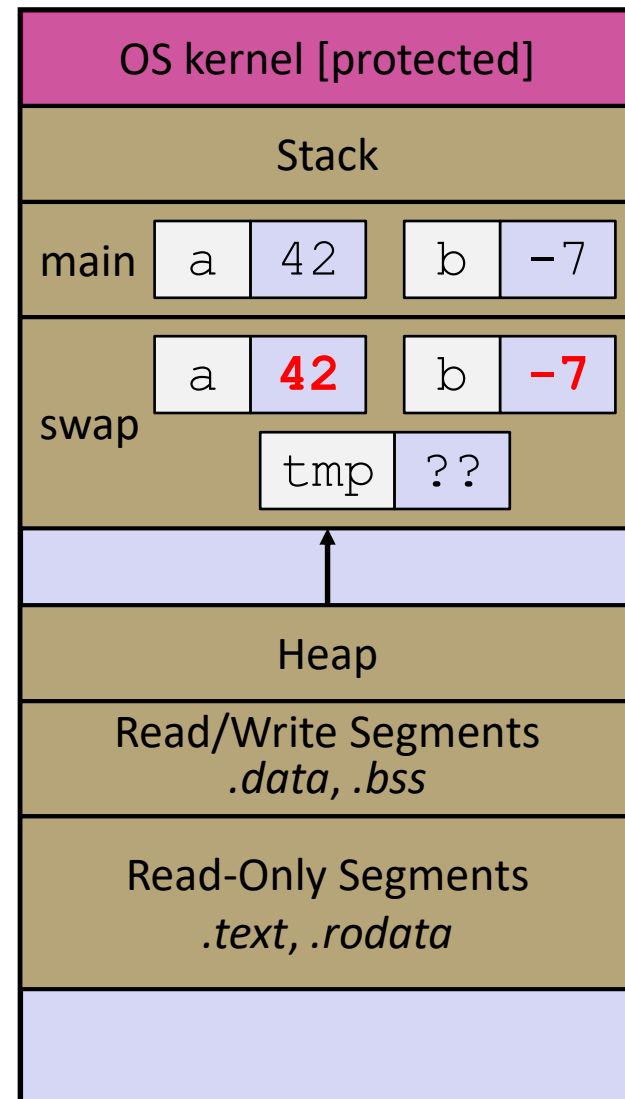 OS kernel [protected]
Stack
main a 42 b -7
a 42 b -7
swap
tmp ??
Heap
Read/Write Segments
.data, .bss
Read-Only Segments
.text, .rodata